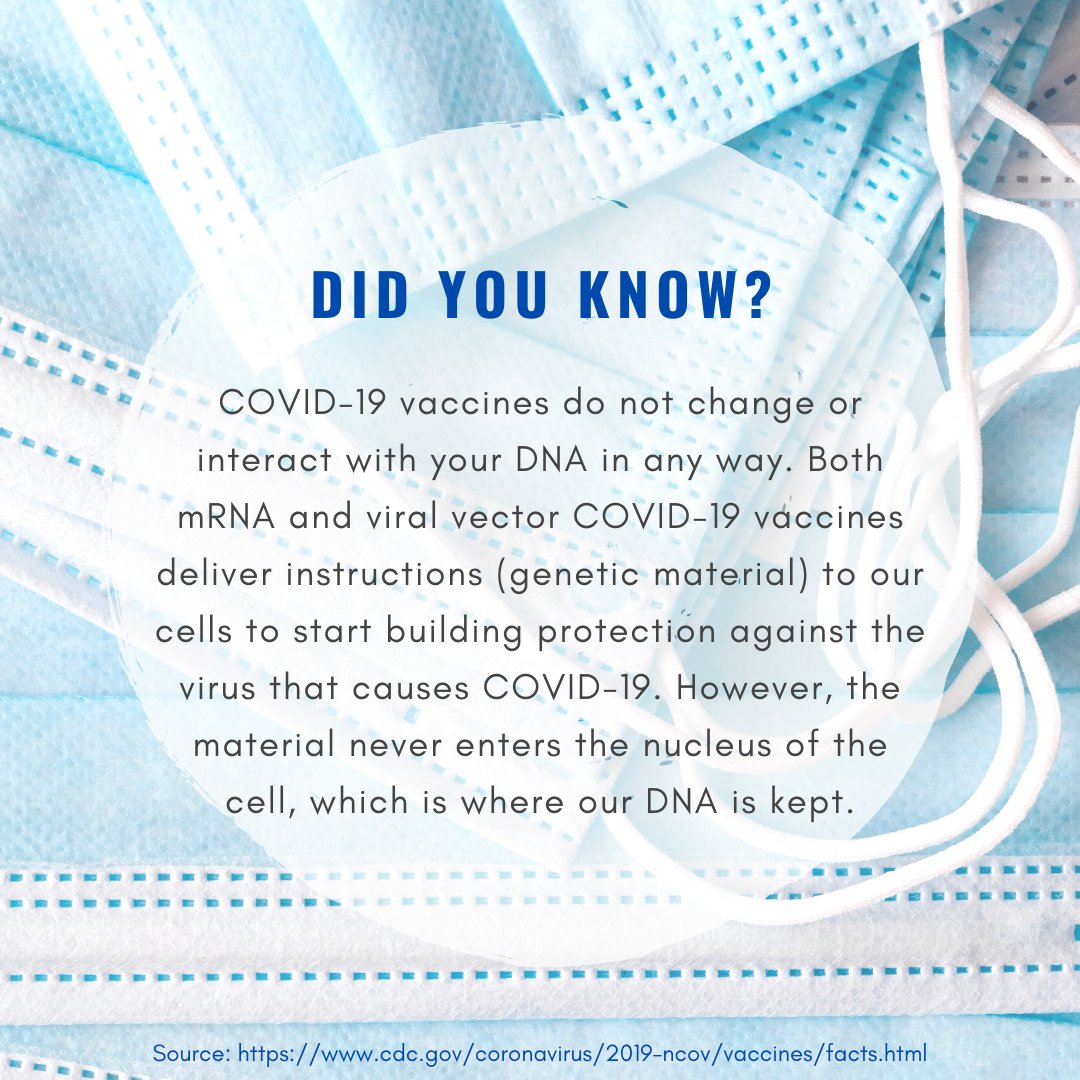 DID YOU KNOW?
COVID-19 vaccines do not change or
interact with your DNA in any way. Both
mRNA and viral vector COVID-19 vaccines
deliver instructions (genetic material) to our
cells to start building protection against the
virus that causes COVID-19. However, the
material never enters the nucleus of the
cell, which is where our DNA is kept.
Source: https://www.cdc.gov/coronavirus/2019-ncov/vaccines/facts.html